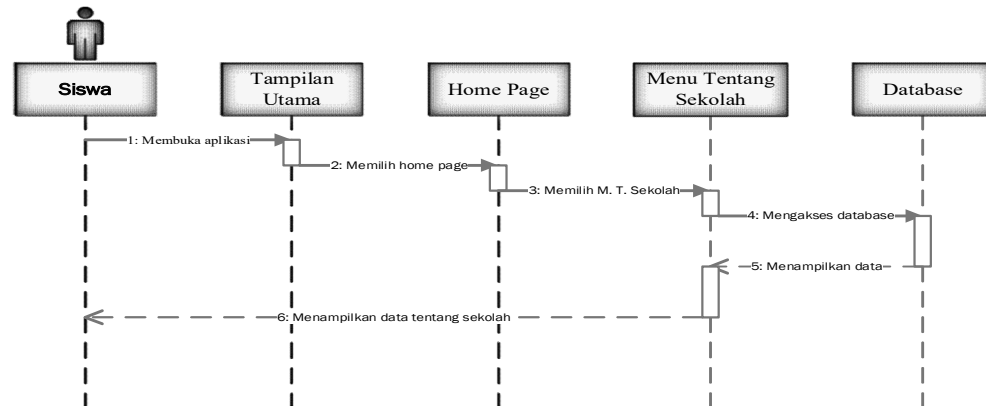 Siswa
Tampilan
Utama
Home Page
Menu Tentang
Sekolah
Database
1: Membuka aplikasi
2: Memilih home page
3: Memilih M. T. Sekolah
4: Mengakses database
5: Menampilkan data
6: Menampilkan data tentang sekolah